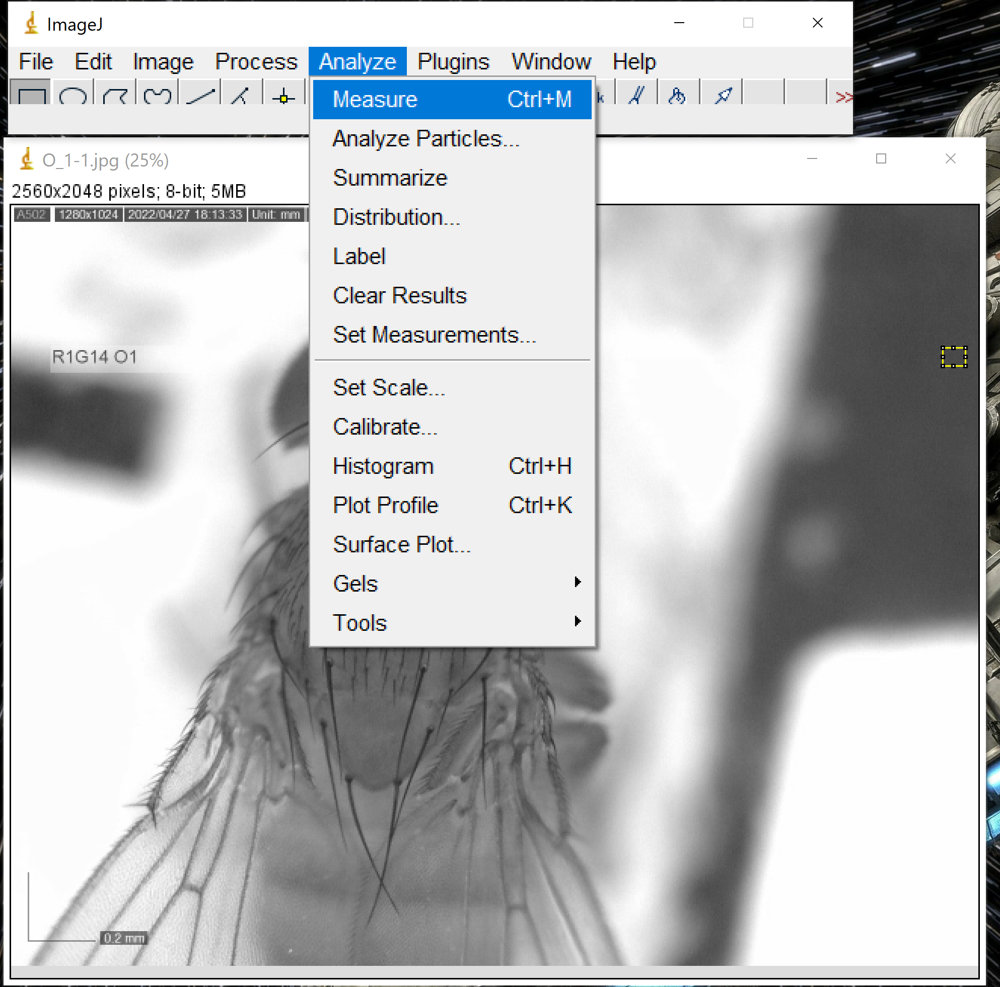 ImageJ
File Edit Image Process Analyze Plugins Window Help
Measure Ctrl+M
>>
Analyze Particles...
O_1-1.jpg (25%)
Summarize
2560x2048 pixels; 8-bit; 5MB
A502 1280x1024 2022/04/27 18:13:33 Unit: mm
Distribution...
Label
Clear Results
Set Measurements...
R1G14 O1
Set Scale...
Calibrate...
Histogram Ctrl+H
Plot Profile Ctrl+K
Surface Plot...
Gels
Tools
0.2 mm